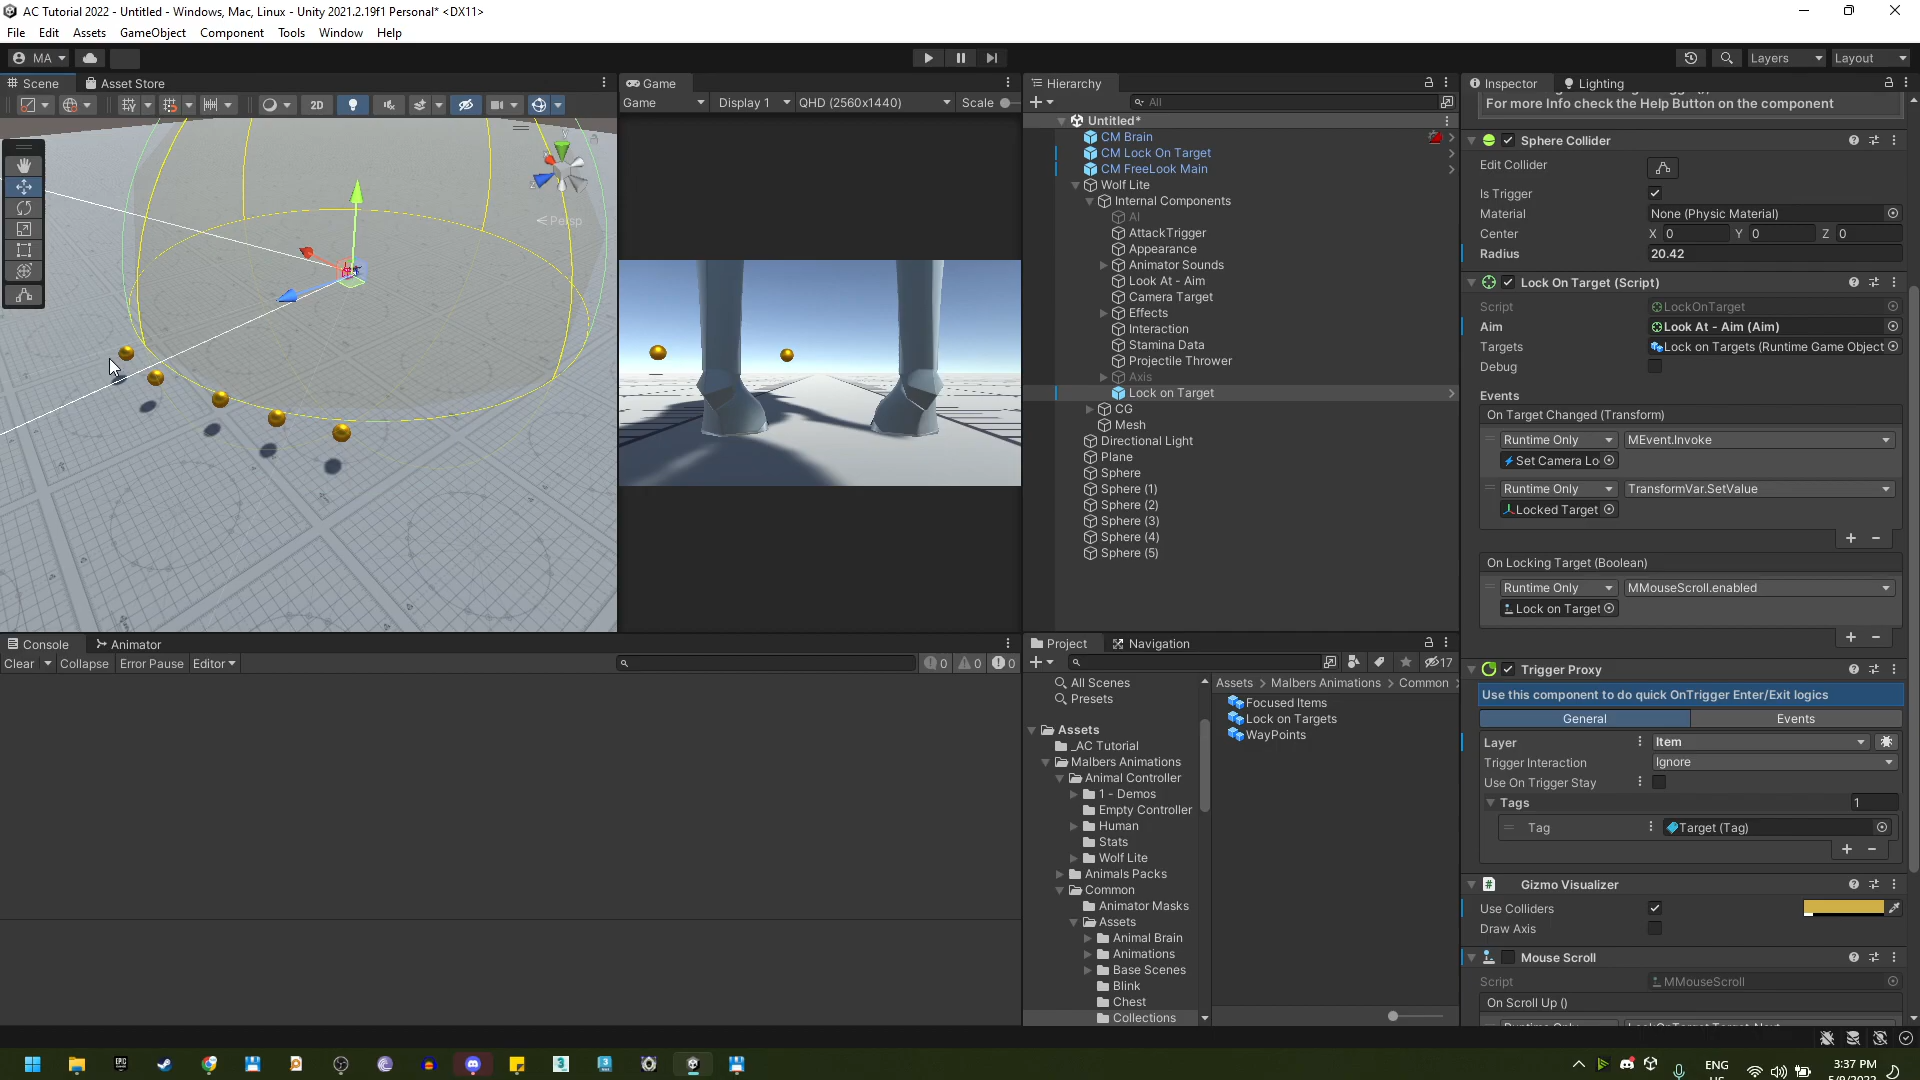 AC Tutorial 2022 - Untitled - Windows, Mac, Linux - Unity 2021.2.19f1 Personal* <DX11>
File Edit Assets GameObject Component Tools Window Help
MA Layers Layout
Scene Asset Store
2D
Persp
Game
Game Display 1 QHD (2560x1440) Scale
Hierarchy
All
Untitled*
CM Brain
CM Lock On Target
CM FreeLook Main
Wolf Lite
Internal Components
AI
AttackTrigger
Appearance
Animator Sounds
Look At - Aim
Camera Target
Effects
Interaction
Stamina Data
Projectile Thrower
Axis
Lock on Target
CG
Mesh
Directional Light
Plane
Sphere
Sphere (1)
Sphere (2)
Sphere (3)
Sphere (4)
Sphere (5)
Inspector Lighting
For more Info check the Help Button on the component
Sphere Collider
Edit Collider
Is Trigger
Material None (Physic Material)
Center X 0 Y 0 Z 0
Radius 20.42
Lock On Target (Script)
Script LockOnTarget
Aim Look At - Aim (Aim)
Targets Lock on Targets (Runtime Game Object
Debug
Events
On Target Changed (Transform)
Runtime Only MEvent.Invoke
Set Camera Lo
Runtime Only TransformVar.SetValue
Locked Target
+ -
On Locking Target (Boolean)
Runtime Only MMouseScroll.enabled
Lock on Target
+ -
Trigger Proxy
Use this component to do quick OnTrigger Enter/Exit logics
General Events
Layer Item
Trigger Interaction Ignore
Use On Trigger Stay
Tags 1
Tag Target (Tag)
+ -
Gizmo Visualizer
Use Colliders
Draw Axis
Mouse Scroll
Script MMouseScroll
On Scroll Up ()
Console Animator
Clear Collapse Error Pause Editor 0 0 0
Project Navigation
17
All Scenes
Presets
Assets
_AC Tutorial
Malbers Animations
Animal Controller
1 - Demos
Empty Controller
Human
Stats
Wolf Lite
Animals Packs
Common
Animator Masks
Assets
Animal Brain
Animations
Base Scenes
Blink
Chest
Collections
Assets > Malbers Animations > Common >
Focused Items
Lock on Targets
WayPoints
ENG
3:37 PM